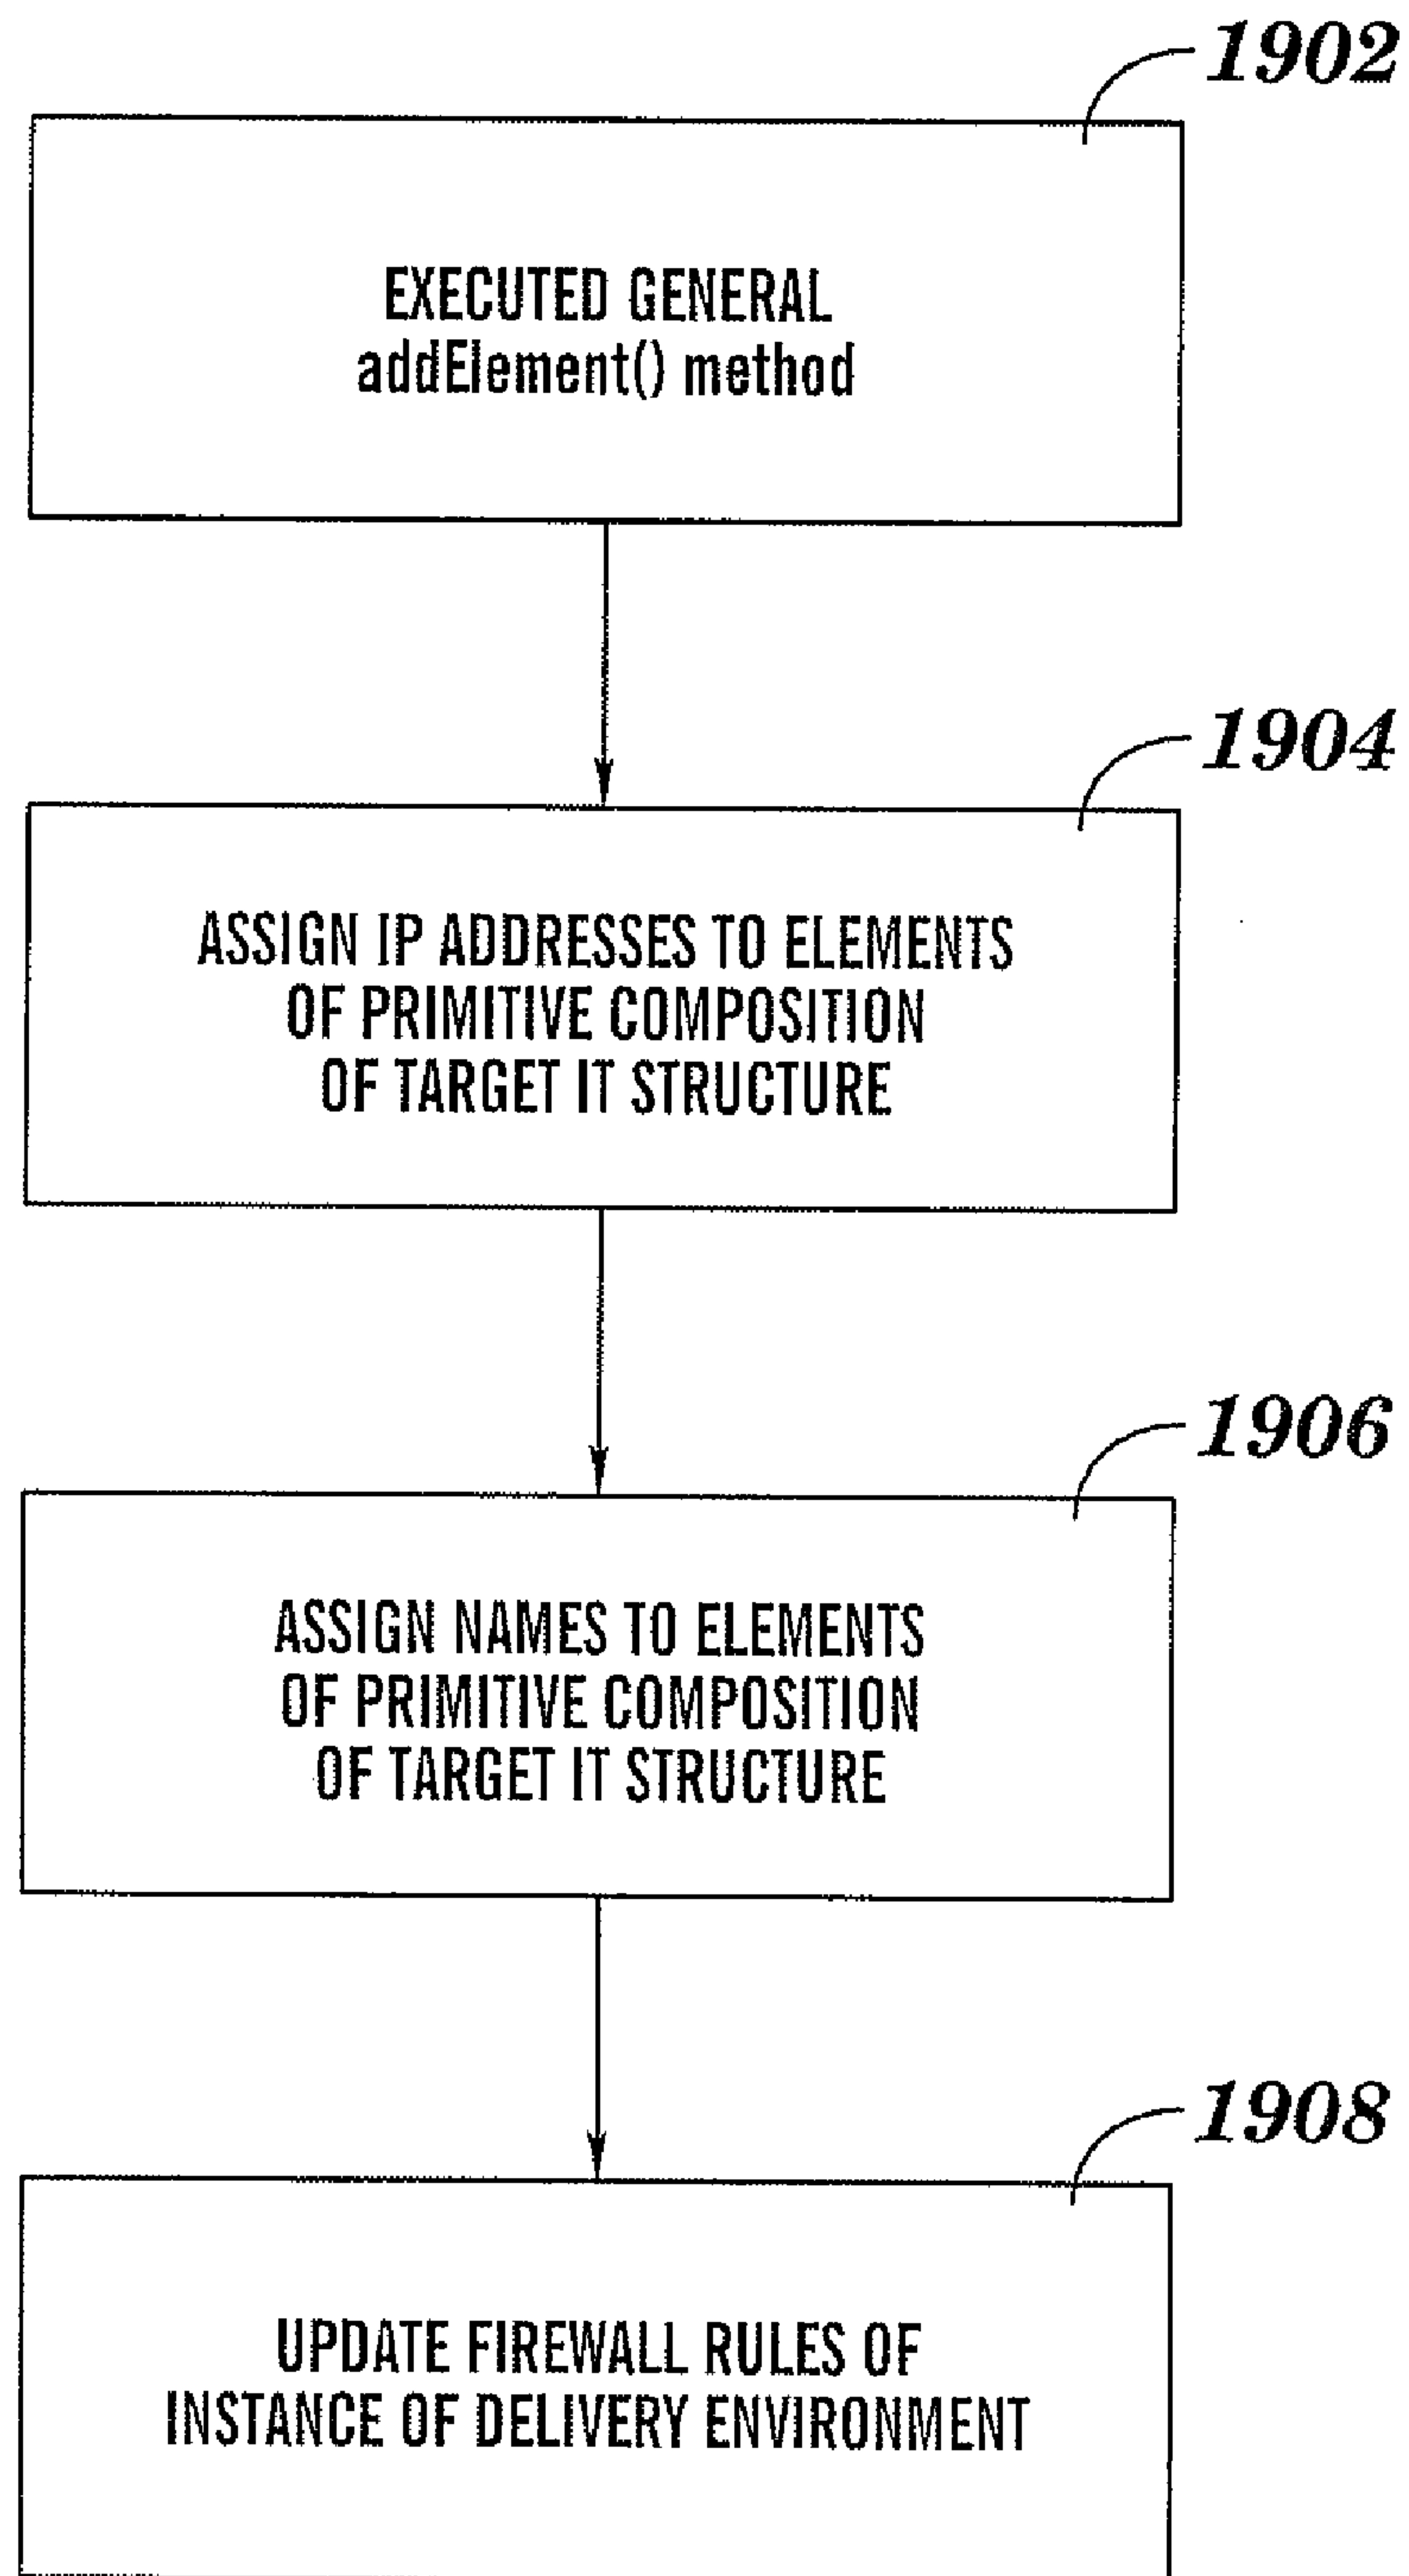 1902
EXECUTED GENERAL
addElement() method
1904
ASSIGN IP ADDRESSES TO ELEMENTS
OF PRIMITIVE COMPOSITION
OF TARGET IT STRUCTURE
1906
ASSIGN NAMES TO ELEMENTS
OF PRIMITIVE COMPOSITION
OF TARGET IT STRUCTURE
1908
UPDATE FIREWALL RULES OF
INSTANCE OF DELIVERY ENVIRONMENT